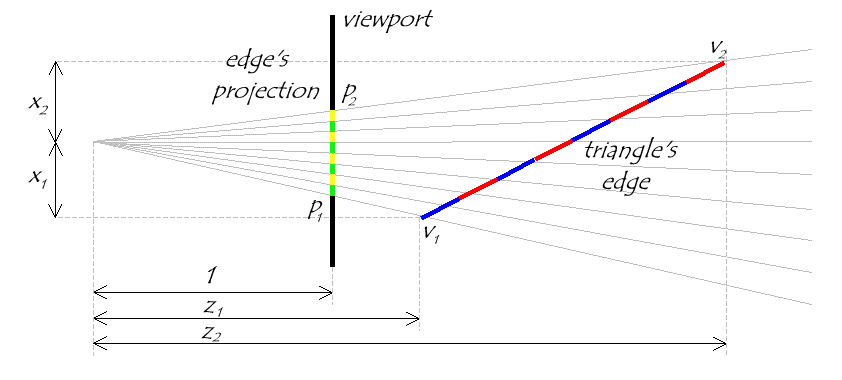 viewport
v2
edge's
projection
p2
x2
triangle's
edge
x1
p1
v1
1
z1
z2